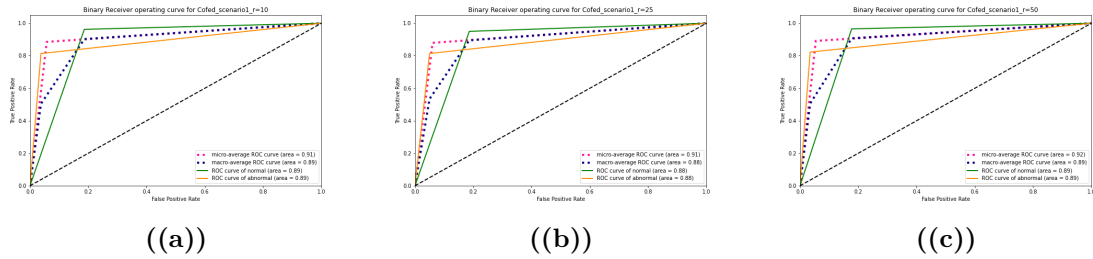 Binary Receiver operating curve for Cofed_scenario1_r=10
True Positive Rate
1.0
0.8
0.6
0.4
0.2
0.0
micro-average ROC curve (area = 0.91)
macro-average ROC curve (area = 0.89)
ROC curve of normal (area = 0.89)
ROC curve of abnormal (area = 0.89)
0.0 0.2 0.4 0.6 0.8 1.0
False Positive Rate
((a))
Binary Receiver operating curve for Cofed_scenario1_r=25
True Positive Rate
1.0
0.8
0.6
0.4
0.2
0.0
micro-average ROC curve (area = 0.91)
macro-average ROC curve (area = 0.88)
ROC curve of normal (area = 0.88)
ROC curve of abnormal (area = 0.88)
0.0 0.2 0.4 0.6 0.8 1.0
False Positive Rate
((b))
Binary Receiver operating curve for Cofed_scenario1_r=50
True Positive Rate
1.0
0.8
0.6
0.4
0.2
0.0
micro-average ROC curve (area = 0.92)
macro-average ROC curve (area = 0.89)
ROC curve of normal (area = 0.89)
ROC curve of abnormal (area = 0.89)
0.0 0.2 0.4 0.6 0.8 1.0
False Positive Rate
((c))